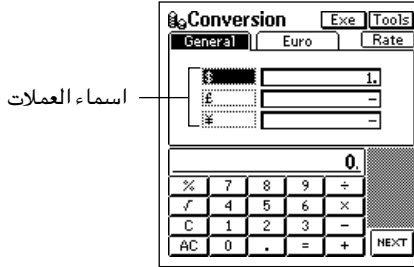 Conversion Exe Tools
General Euro Rate
$ 1.
£ –
¥ –
اسماء العملات
0.
% 7 8 9 ÷
√ 4 5 6 ×
C 1 2 3 –
AC 0 . = + NEXT